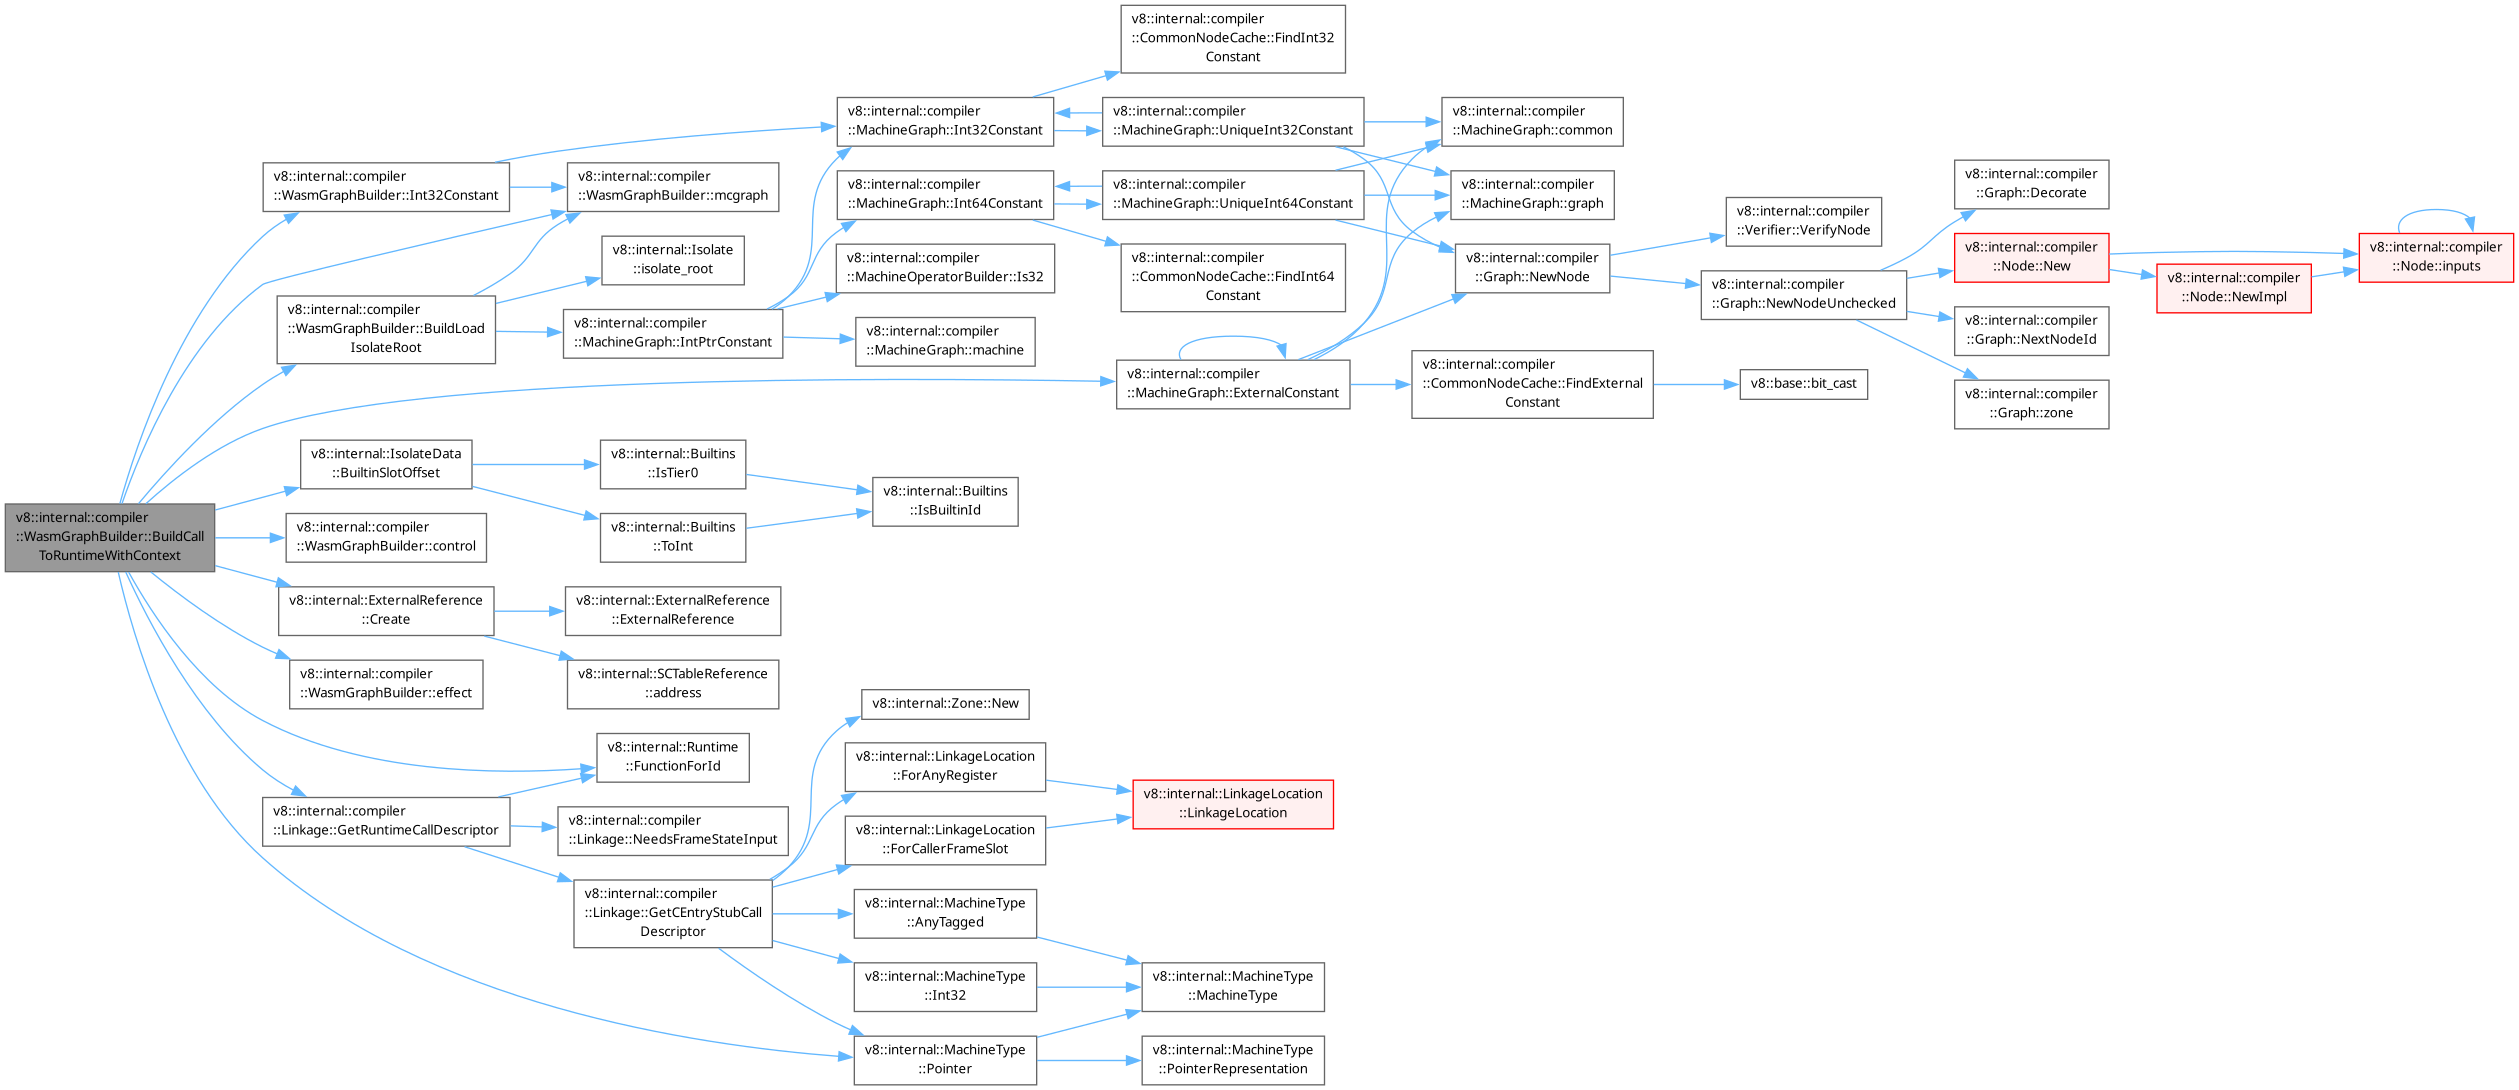 v8::internal::compiler
::WasmGraphBuilder::BuildCall
ToRuntimeWithContext
v8::internal::compiler
::WasmGraphBuilder::Int32Constant
v8::internal::compiler
::WasmGraphBuilder::BuildLoad
IsolateRoot
v8::internal::IsolateData
::BuiltinSlotOffset
v8::internal::compiler
::WasmGraphBuilder::control
v8::internal::ExternalReference
::Create
v8::internal::compiler
::WasmGraphBuilder::effect
v8::internal::compiler
::Linkage::GetRuntimeCallDescriptor
v8::internal::compiler
::WasmGraphBuilder::mcgraph
v8::internal::Isolate
::isolate_root
v8::internal::compiler
::MachineGraph::IntPtrConstant
v8::internal::Builtins
::IsTier0
v8::internal::Builtins
::ToInt
v8::internal::ExternalReference
::ExternalReference
v8::internal::SCTableReference
::address
v8::internal::Runtime
::FunctionForId
v8::internal::compiler
::Linkage::NeedsFrameStateInput
v8::internal::compiler
::Linkage::GetCEntryStubCall
Descriptor
v8::internal::compiler
::MachineGraph::Int32Constant
v8::internal::compiler
::MachineGraph::Int64Constant
v8::internal::compiler
::MachineOperatorBuilder::Is32
v8::internal::compiler
::MachineGraph::machine
v8::internal::Builtins
::IsBuiltinId
v8::internal::Zone::New
v8::internal::LinkageLocation
::ForAnyRegister
v8::internal::LinkageLocation
::ForCallerFrameSlot
v8::internal::MachineType
::AnyTagged
v8::internal::MachineType
::Int32
v8::internal::MachineType
::Pointer
v8::internal::compiler
::CommonNodeCache::FindInt32
Constant
v8::internal::compiler
::MachineGraph::UniqueInt32Constant
v8::internal::compiler
::MachineGraph::UniqueInt64Constant
v8::internal::compiler
::CommonNodeCache::FindInt64
Constant
v8::internal::compiler
::MachineGraph::ExternalConstant
v8::internal::LinkageLocation
::LinkageLocation
v8::internal::MachineType
::MachineType
v8::internal::MachineType
::PointerRepresentation
v8::internal::compiler
::MachineGraph::common
v8::internal::compiler
::MachineGraph::graph
v8::internal::compiler
::Graph::NewNode
v8::internal::compiler
::CommonNodeCache::FindExternal
Constant
v8::internal::compiler
::Verifier::VerifyNode
v8::internal::compiler
::Graph::NewNodeUnchecked
v8::base::bit_cast
v8::internal::compiler
::Graph::Decorate
v8::internal::compiler
::Node::New
v8::internal::compiler
::Graph::NextNodeId
v8::internal::compiler
::Graph::zone
v8::internal::compiler
::Node::NewImpl
v8::internal::compiler
::Node::inputs